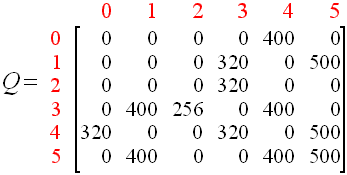 0 1 2 3 4 5
0 0 0 0 0 400 0
1 0 0 0 320 0 500
Q = 2 0 0 0 320 0 0
3 0 400 256 0 400 0
4 320 0 0 320 0 500
5 0 400 0 0 400 500